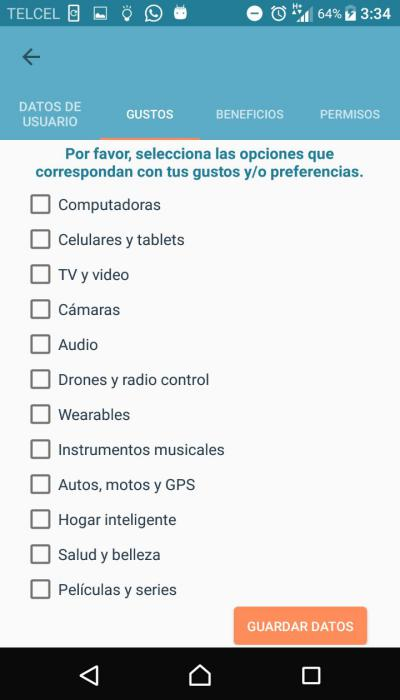 TELCEL 64% 3:34
DATOS DE
USUARIO
GUSTOS
BENEFICIOS
PERMISOS
Por favor, selecciona las opciones que
correspondan con tus gustos y/o preferencias.
Computadoras
Celulares y tablets
TV y video
Cámaras
Audio
Drones y radio control
Wearables
Instrumentos musicales
Autos, motos y GPS
Hogar inteligente
Salud y belleza
Películas y series
GUARDAR DATOS